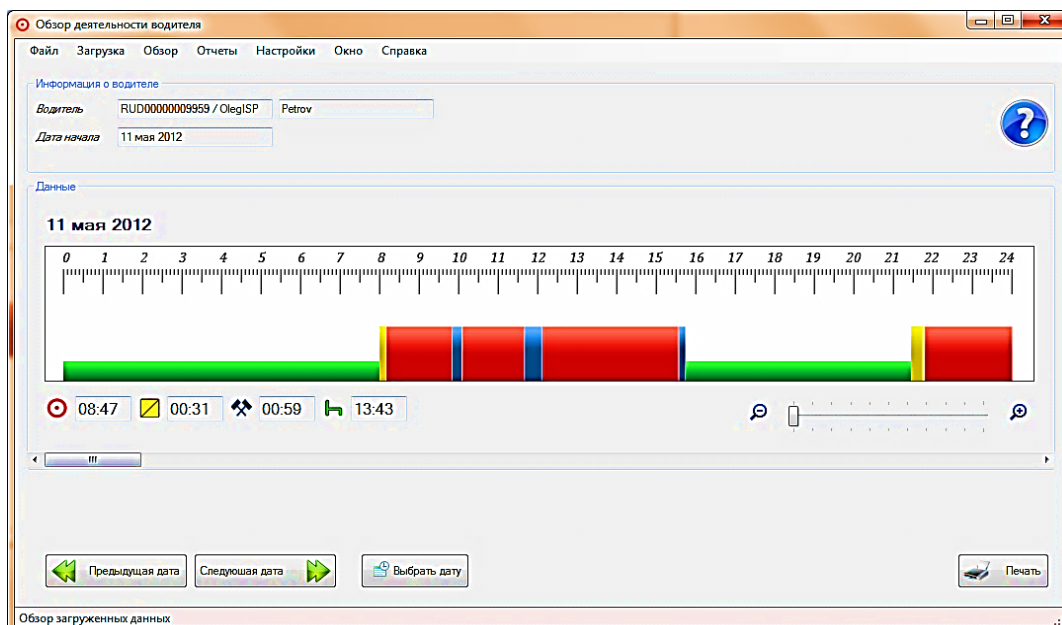 Обзор деятельности водителя
Файл Загрузка Обзор Отчеты Настройки Окно Справка
Информация о водителе
Водитель RUD00000009959 / OlegISP Petrov
Дата начала 11 мая 2012
Данные
11 мая 2012
0 1 2 3 4 5 6 7 8 9 10 11 12 13 14 15 16 17 18 19 20 21 22 23 24
08:47 00:31 00:59 13:43
Предыдущая дата Следуюшая дата Выбрать дату Печать
Обзор загруженных данных